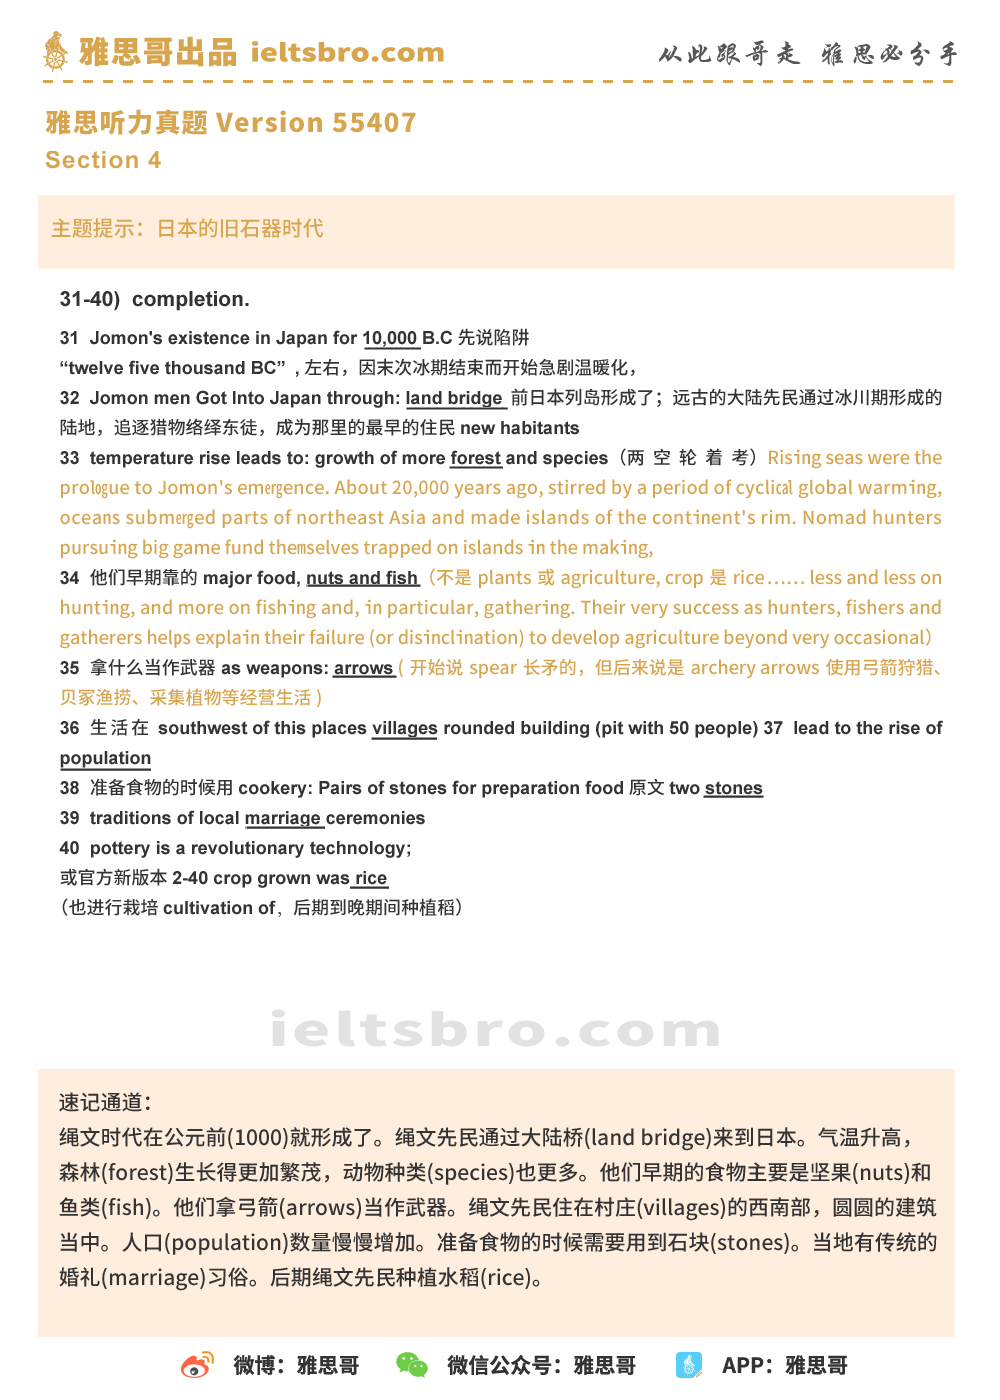 雅思哥出品 ieltsbro.com
从此跟哥走 雅思必分手
雅思听力真题 Version 55407
Section 4
主题提示：日本的旧石器时代
31-40) completion.
31 Jomon's existence in Japan for 10,000 B.C 先说陷阱
“twelve five thousand BC”，左右，因末次冰期结束而开始急剧温暖化，
32 Jomon men Got Into Japan through: land bridge 前日本列岛形成了；远古的大陆先民通过冰川期形成的
陆地，追逐猎物络绎东徒，成为那里的最早的住民 new habitants
33 temperature rise leads to: growth of more forest and species（两 空 轮 着 考）Rising seas were the
prologue to Jomon's emergence. About 20,000 years ago, stirred by a period of cyclical global warming,
oceans submerged parts of northeast Asia and made islands of the continent's rim. Nomad hunters
pursuing big game fund themselves trapped on islands in the making,
34 他们早期靠的 major food, nuts and fish（不是 plants 或 agriculture, crop 是 rice…… less and less on
hunting, and more on fishing and, in particular, gathering. Their very success as hunters, fishers and
gatherers helps explain their failure (or disinclination) to develop agriculture beyond very occasional）
35 拿什么当作武器 as weapons: arrows ( 开始说 spear 长矛的，但后来说是 archery arrows 使用弓箭狩猎、
贝冢渔捞、采集植物等经营生活 )
36 生活在 southwest of this places villages rounded building (pit with 50 people) 37 lead to the rise of
population
38 准备食物的时候用 cookery: Pairs of stones for preparation food 原文 two stones
39 traditions of local marriage ceremonies
40 pottery is a revolutionary technology;
或官方新版本 2-40 crop grown was rice
（也进行栽培 cultivation of，后期到晚期间种植稻）
ieltsbro.com
速记通道：
绳文时代在公元前(1000)就形成了。绳文先民通过大陆桥(land bridge)来到日本。气温升高，
森林(forest)生长得更加繁茂，动物种类(species)也更多。他们早期的食物主要是坚果(nuts)和
鱼类(fish)。他们拿弓箭(arrows)当作武器。绳文先民住在村庄(villages)的西南部，圆圆的建筑
当中。人口(population)数量慢慢增加。准备食物的时候需要用到石块(stones)。当地有传统的
婚礼(marriage)习俗。后期绳文先民种植水稻(rice)。
微博：雅思哥 微信公众号：雅思哥 APP：雅思哥